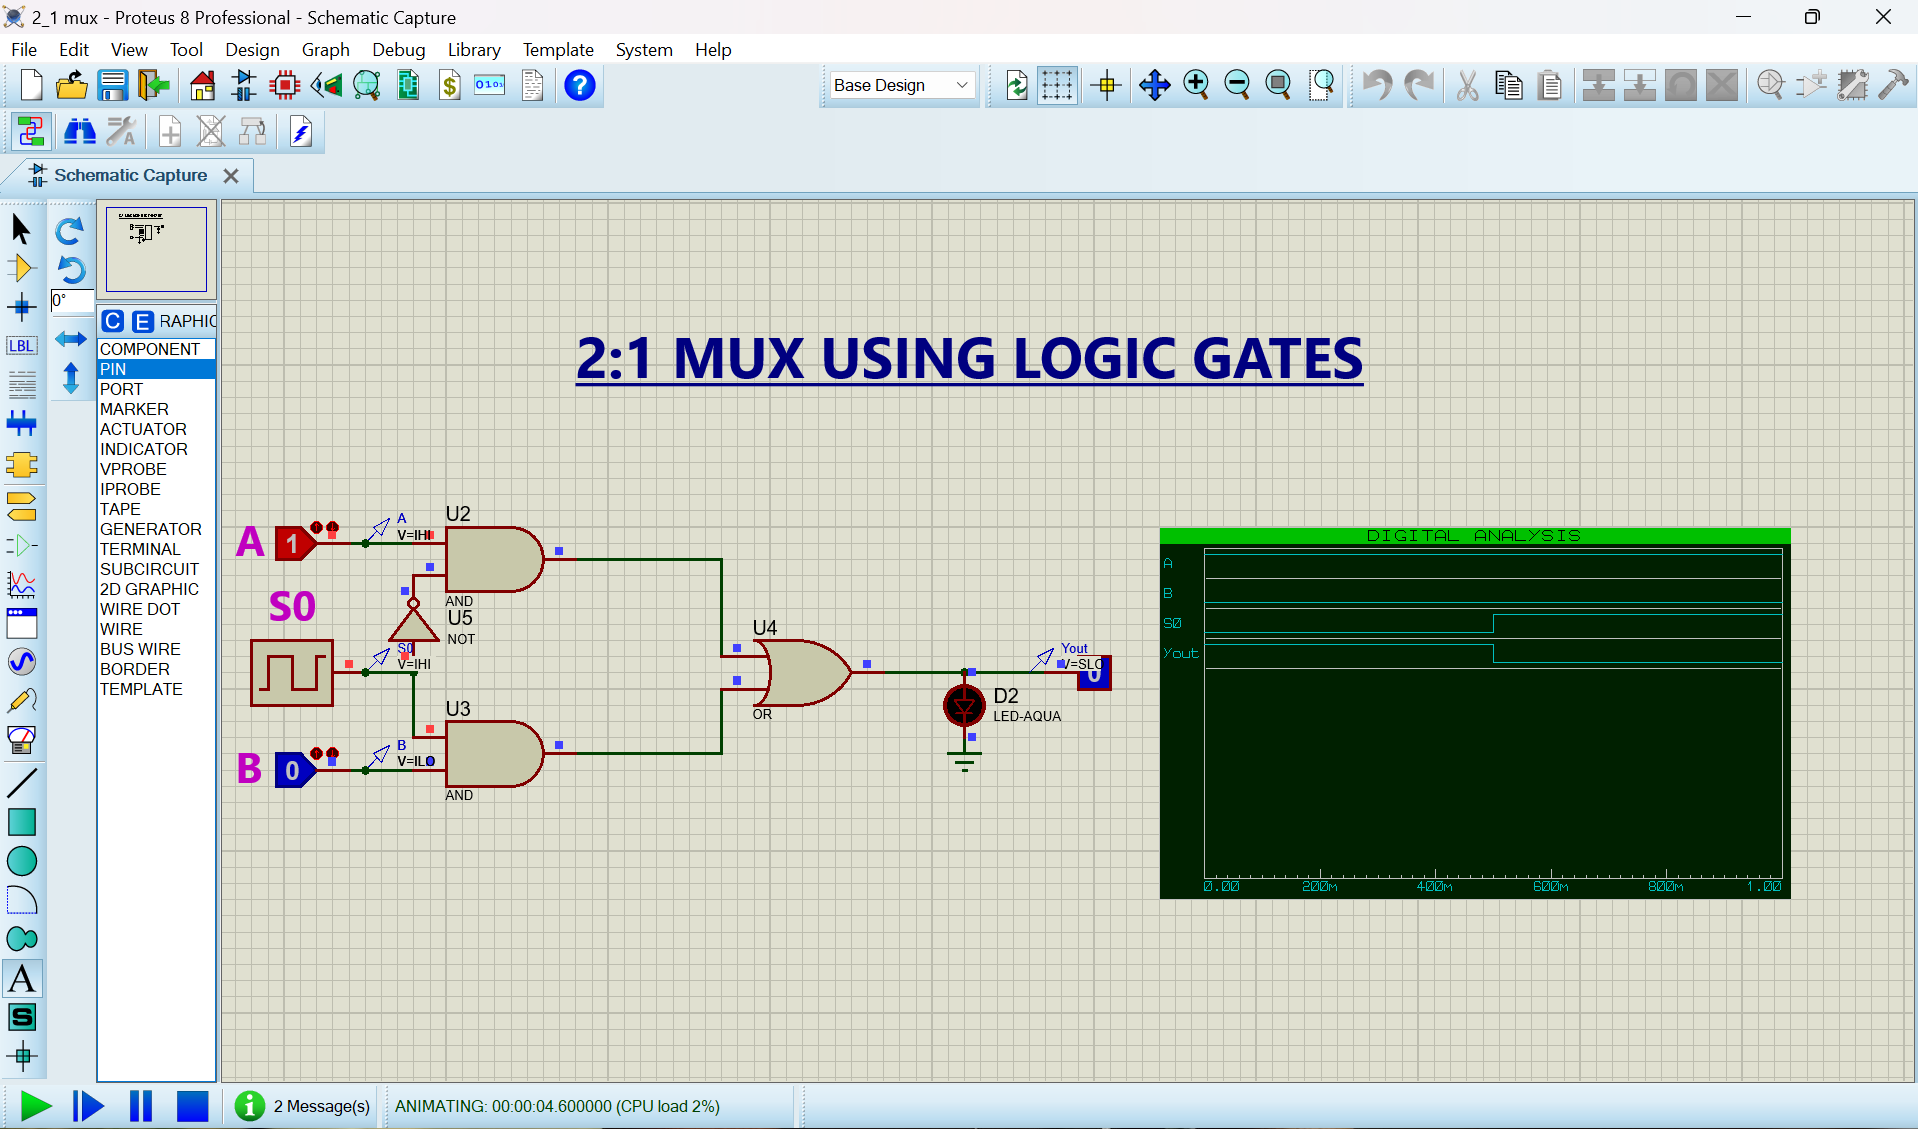 2_1 mux - Proteus 8 Professional - Schematic Capture
File Edit View Tool Design Graph Debug Library Template System Help
$ 0101 ? Base Design
A
Schematic Capture
0°
C E RAPHIC
LBL
COMPONENT
PIN
PORT
MARKER
ACTUATOR
INDICATOR
VPROBE
IPROBE
TAPE
GENERATOR
TERMINAL
SUBCIRCUIT
2D GRAPHIC
WIRE DOT
WIRE
BUS WIRE
BORDER
TEMPLATE
A
S
2:1 MUX USING LOGIC GATES
A 1
A
V=IHI
U2
AND
S0
U5
NOT
S0
V=IHI
U3
AND
B 0
B
V=ILO
U4
OR
Yout
V=SLO
0
D2
LED-AQUA
DIGITAL ANALYSIS
A
B
S0
Yout
0.00 200m 400m 600m 800m 1.00
i 2 Message(s) ANIMATING: 00:00:04.600000 (CPU load 2%)